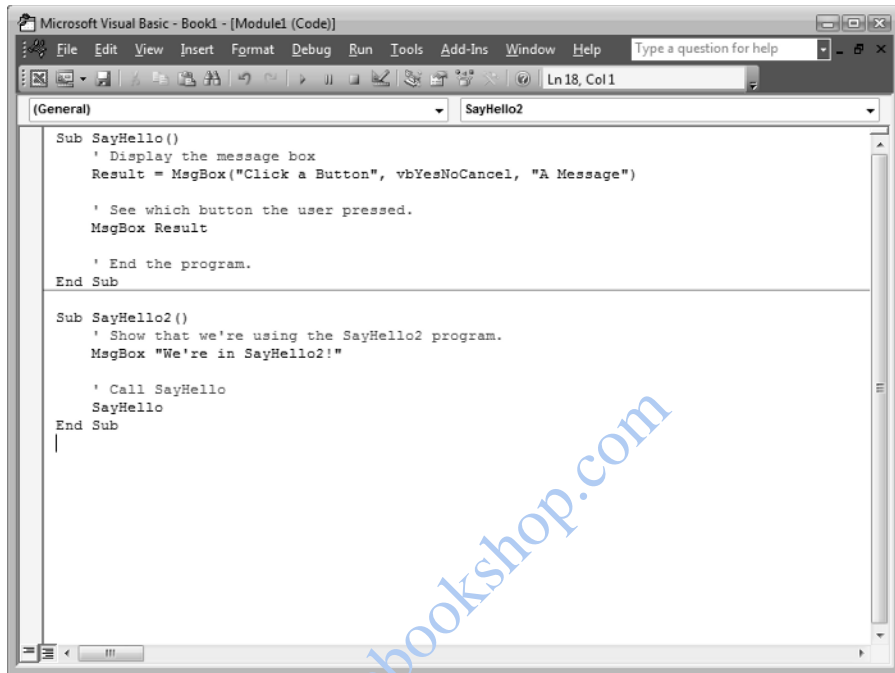 Microsoft Visual Basic - Book1 - [Module1 (Code)]
File Edit View Insert Format Debug Run Tools Add-Ins Window Help Type a question for help
Ln 18, Col 1
(General) SayHello2
Sub SayHello()
' Display the message box
Result = MsgBox("Click a Button", vbYesNoCancel, "A Message")
' See which button the user pressed.
MsgBox Result
' End the program.
End Sub
Sub SayHello2()
' Show that we're using the SayHello2 program.
MsgBox "We're in SayHello2!"
' Call SayHello
SayHello
End Sub
bookshop.com